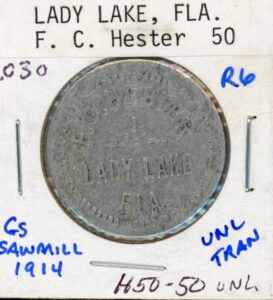 LADY LAKE, FLA.
F. C. Hester 50
.030
R6
LADY LAKE
FLA.
GS
SAWMILL
1914
UNL
TRAN
H50-50 UNL